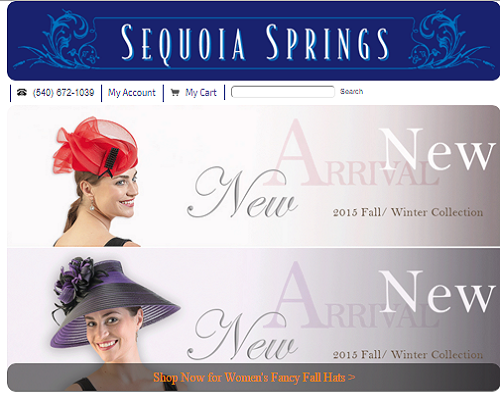 SEQUOIA SPRINGS
(540) 672-1039 My Account My Cart Search
New
ARRIVAL
New
2015 Fall/ Winter Collection
New
ARRIVAL
New
2015 Fall/ Winter Collection
Shop Now for Women's Fancy Fall Hats >